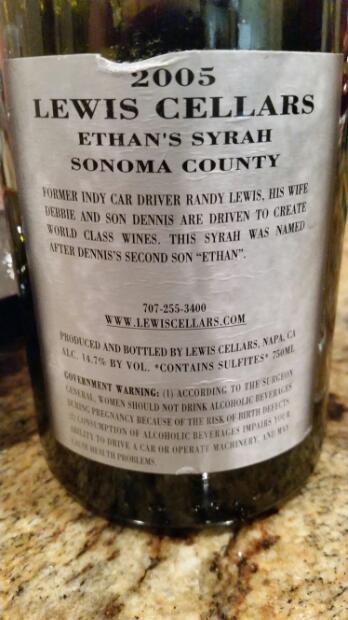 2005
LEWIS CELLARS
ETHAN'S SYRAH
SONOMA COUNTY
FORMER INDY CAR DRIVER RANDY LEWIS, HIS WIFE
DEBBIE AND SON DENNIS ARE DRIVEN TO CREATE
WORLD CLASS WINES. THIS SYRAH WAS NAMED
AFTER DENNIS'S SECOND SON "ETHAN".
707-255-3400
WWW.LEWISCELLARS.COM
PRODUCED AND BOTTLED BY LEWIS CELLARS, NAPA, CA
ALC. 14.7% BY VOL. *CONTAINS SULFITES* 750ML
GOVERNMENT WARNING: (1) ACCORDING TO THE SURGEON
GENERAL, WOMEN SHOULD NOT DRINK ALCOHOLIC BEVERAGES
DURING PREGNANCY BECAUSE OF THE RISK OF BIRTH DEFECTS.
(2) CONSUMPTION OF ALCOHOLIC BEVERAGES IMPAIRS YOUR
ABILITY TO DRIVE A CAR OR OPERATE MACHINERY, AND MAY
CAUSE HEALTH PROBLEMS.